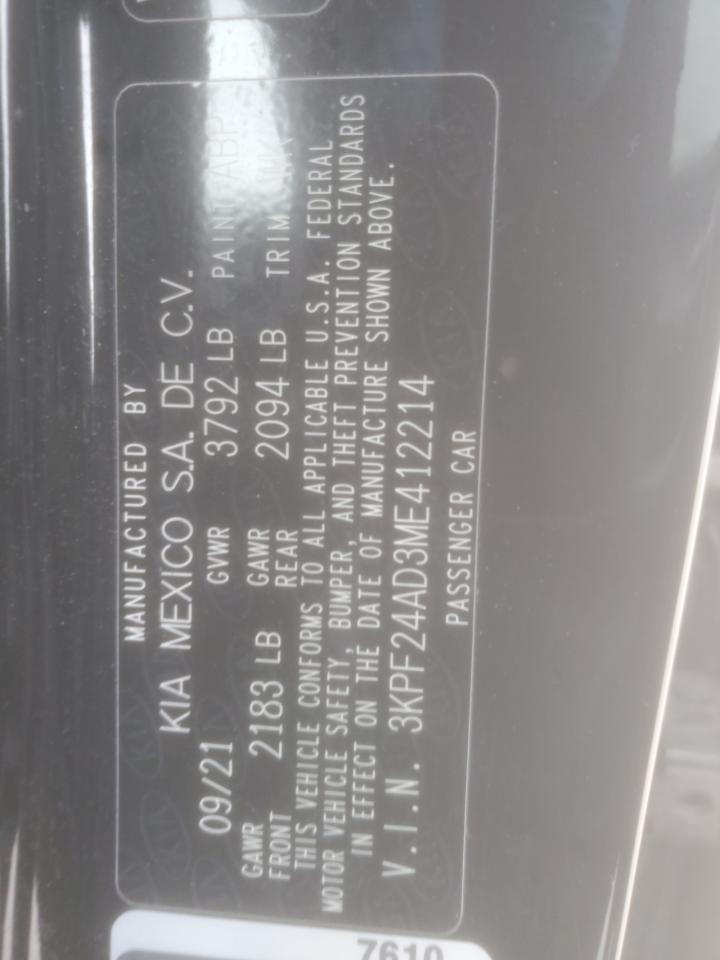 MANUFACTURED BY
KIA MEXICO S.A. DE C.V.
09/21 GVWR 3792 LB PAINT ABP
GAWR FRONT 2183 LB GAWR REAR 2094 LB TRIM
THIS VEHICLE CONFORMS TO ALL APPLICABLE U.S.A. FEDERAL
MOTOR VEHICLE SAFETY, BUMPER, AND THEFT PREVENTION STANDARDS
IN EFFECT ON THE DATE OF MANUFACTURE SHOWN ABOVE.
V.I.N. 3KPF24AD3ME412214
PASSENGER CAR
7610